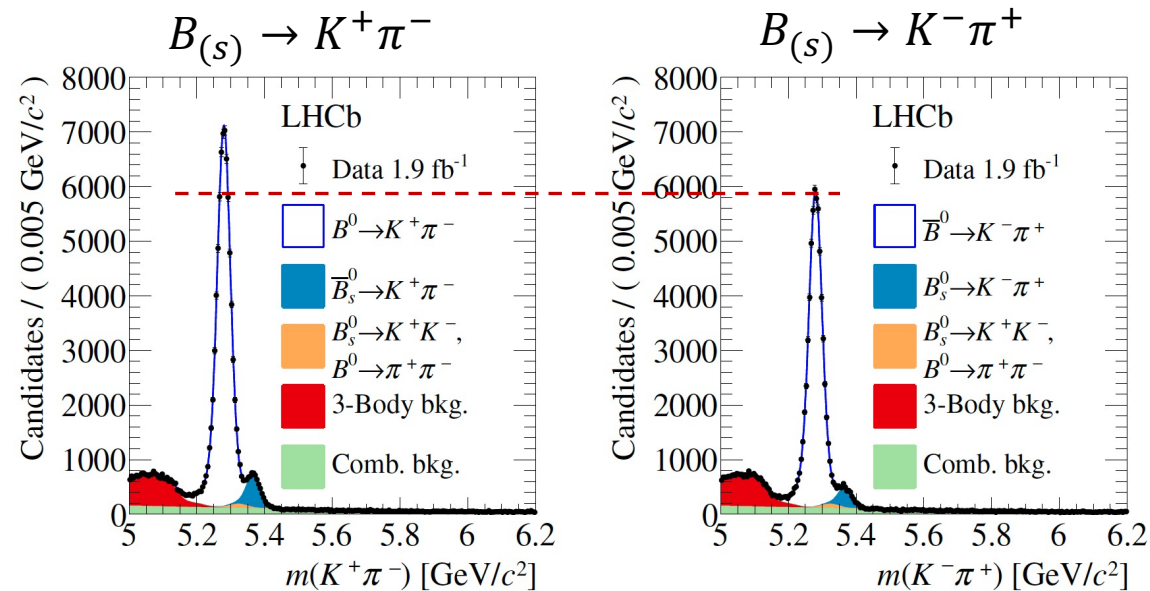 B₍ₛ₎ → K⁺π⁻
Candidates / ( 0.005 GeV/c²)
8000
7000
6000
5000
4000
3000
2000
1000
0
LHCb
Data 1.9 fb⁻¹
B⁰→K⁺π⁻
B̅⁰ₛ→K⁺π⁻
B⁰ₛ→K⁺K⁻,
B⁰→π⁺π⁻
3-Body bkg.
Comb. bkg.
5 5.2 5.4 5.6 5.8 6 6.2
m(K⁺π⁻) [GeV/c²]
B₍ₛ₎ → K⁻π⁺
Candidates / ( 0.005 GeV/c²)
8000
7000
6000
5000
4000
3000
2000
1000
0
LHCb
Data 1.9 fb⁻¹
B̅⁰→K⁻π⁺
B⁰ₛ→K⁻π⁺
B⁰ₛ→K⁺K⁻,
B⁰→π⁺π⁻
3-Body bkg.
Comb. bkg.
5 5.2 5.4 5.6 5.8 6 6.2
m(K⁻π⁺) [GeV/c²]